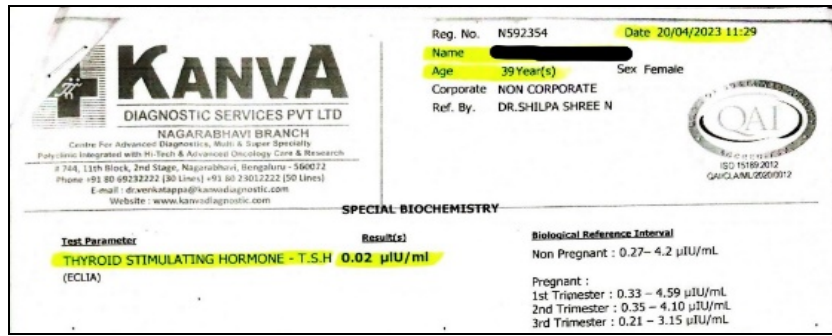 KANVA
DIAGNOSTIC SERVICES PVT LTD
NAGARABHAVI BRANCH
Centre For Advanced Diagnostics, Multi & Super Speciality
Polyclinic Integrated with Hi-Tech & Advanced Oncology Care & Research
# 744, 11th Block, 2nd Stage, Nagarabhavi, Bengaluru - 560072
Phone +91 80 69232222 (30 Lines) +91 80 23012222 (50 Lines)
E-mail : dr.venkatappa@kanvadiagnostic.com
Website : www.kanvadiagnostic.com
Reg. No. N592354 Date 20/04/2023 11:29
Name
Age 39 Year(s) Sex Female
Corporate NON CORPORATE
Ref. By. DR.SHILPA SHREE N
QAI
ISO 15189:2012
QAI/CLA/ML/2020/0012
SPECIAL BIOCHEMISTRY
Test Parameter Result(s) Biological Reference Interval
THYROID STIMULATING HORMONE - T.S.H 0.02 µIU/ml Non Pregnant : 0.27– 4.2 µIU/mL
(ECLIA)
Pregnant :
1st Trimester : 0.33 – 4.59 µIU/mL
2nd Trimester : 0.35 – 4.10 µIU/mL
3rd Trimester : 0.21 – 3.15 µIU/mL